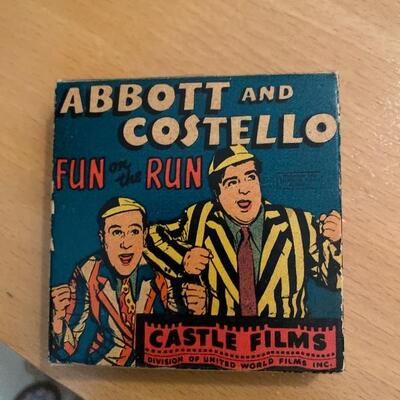 ABBOTT AND
COSTELLO
FUN on the RUN
CASTLE FILMS
DIVISION OF UNITED WORLD FILMS INC.